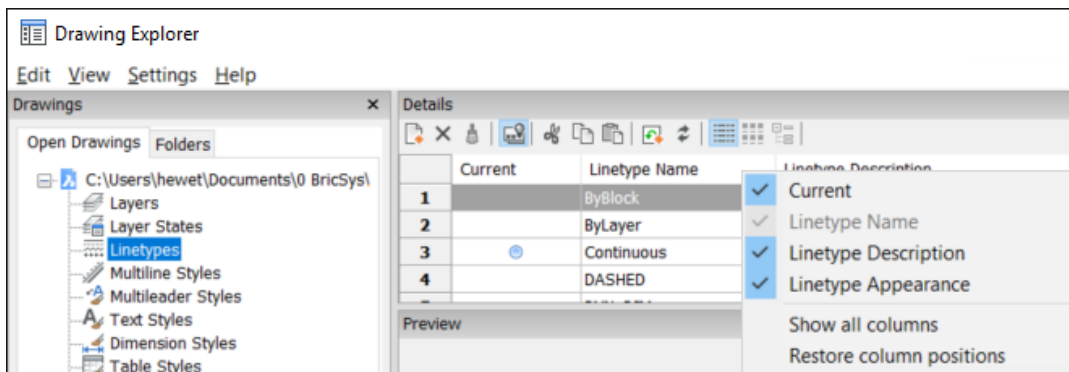 Drawing Explorer
Edit View Settings Help
Drawings
Open Drawings Folders
C:\Users\hewet\Documents\0 BricSys\
Layers
Layer States
Linetypes
Multiline Styles
Multileader Styles
Text Styles
Dimension Styles
Table Styles
Details
Current Linetype Name Linetype Description
1 ByBlock
2 ByLayer
3 Continuous
4 DASHED
Preview
Current
Linetype Name
Linetype Description
Linetype Appearance
Show all columns
Restore column positions